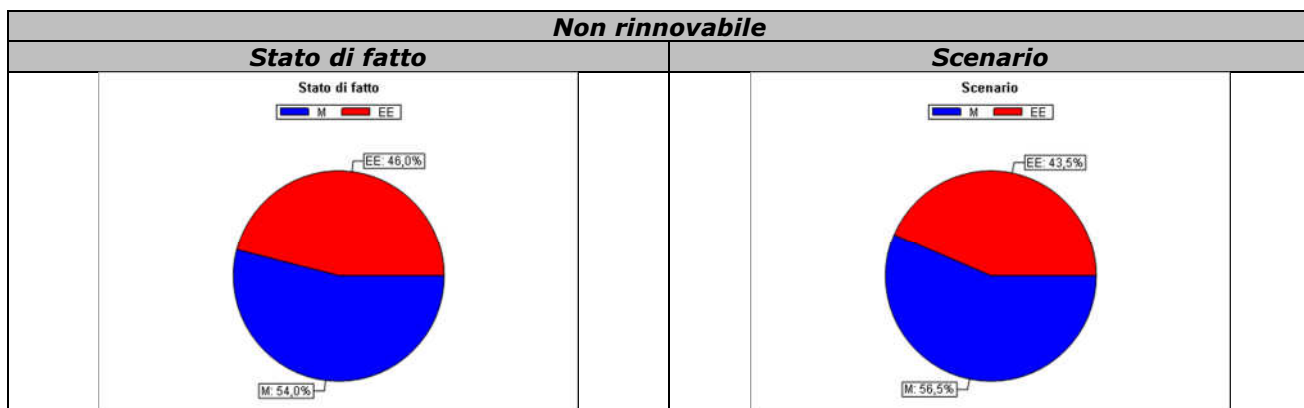 Non rinnovabile
Stato di fatto
Scenario
Stato di fatto
M EE
EE: 46,0%
M: 54,0%
Scenario
M EE
EE: 43,5%
M: 56,5%